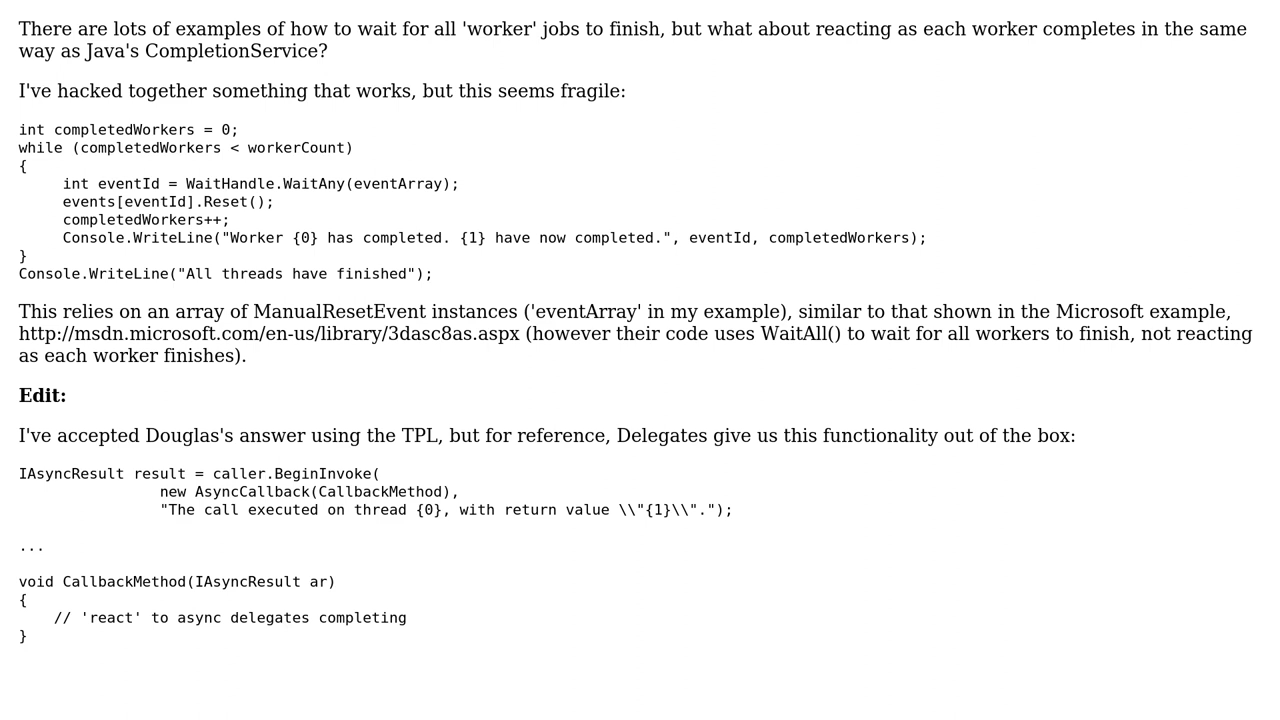 There are lots of examples of how to wait for all 'worker' jobs to finish, but what about reacting as each worker completes in the same
way as Java's CompletionService?
I've hacked together something that works, but this seems fragile:
int completedWorkers = 0;
while (completedWorkers < workerCount)
{
     int eventId = WaitHandle.WaitAny(eventArray);
     events[eventId].Reset();
     completedWorkers++;
     Console.WriteLine("Worker {0} has completed. {1} have now completed.", eventId, completedWorkers);
}
Console.WriteLine("All threads have finished");
This relies on an array of ManualResetEvent instances ('eventArray' in my example), similar to that shown in the Microsoft example,
http://msdn.microsoft.com/en-us/library/3dasc8as.aspx (however their code uses WaitAll() to wait for all workers to finish, not reacting
as each worker finishes).
Edit:
I've accepted Douglas's answer using the TPL, but for reference, Delegates give us this functionality out of the box:
IAsyncResult result = caller.BeginInvoke(
                new AsyncCallback(CallbackMethod),
                "The call executed on thread {0}, with return value \\"{1}\\".");
...
void CallbackMethod(IAsyncResult ar)
{
    // 'react' to async delegates completing
}